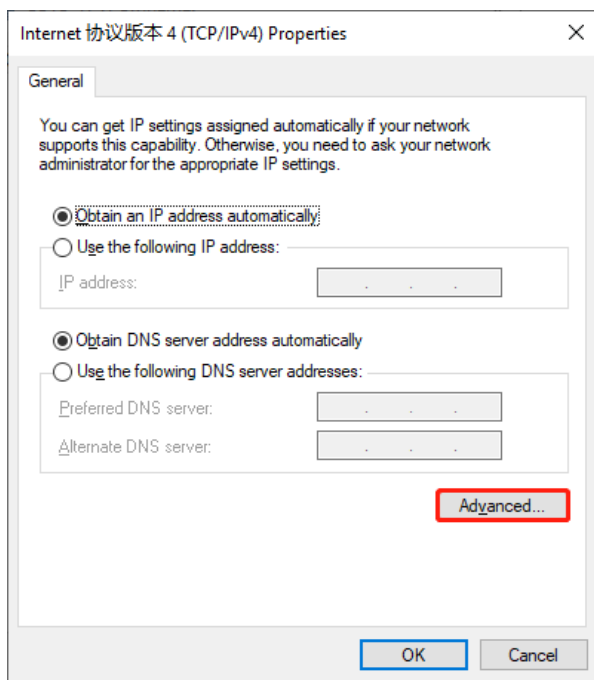 Internet 协议版本 4 (TCP/IPv4) Properties
General
You can get IP settings assigned automatically if your network
supports this capability. Otherwise, you need to ask your network
administrator for the appropriate IP settings.
Obtain an IP address automatically
Use the following IP address:
IP address:
Obtain DNS server address automatically
Use the following DNS server addresses:
Preferred DNS server:
Alternate DNS server:
Advanced...
OK
Cancel